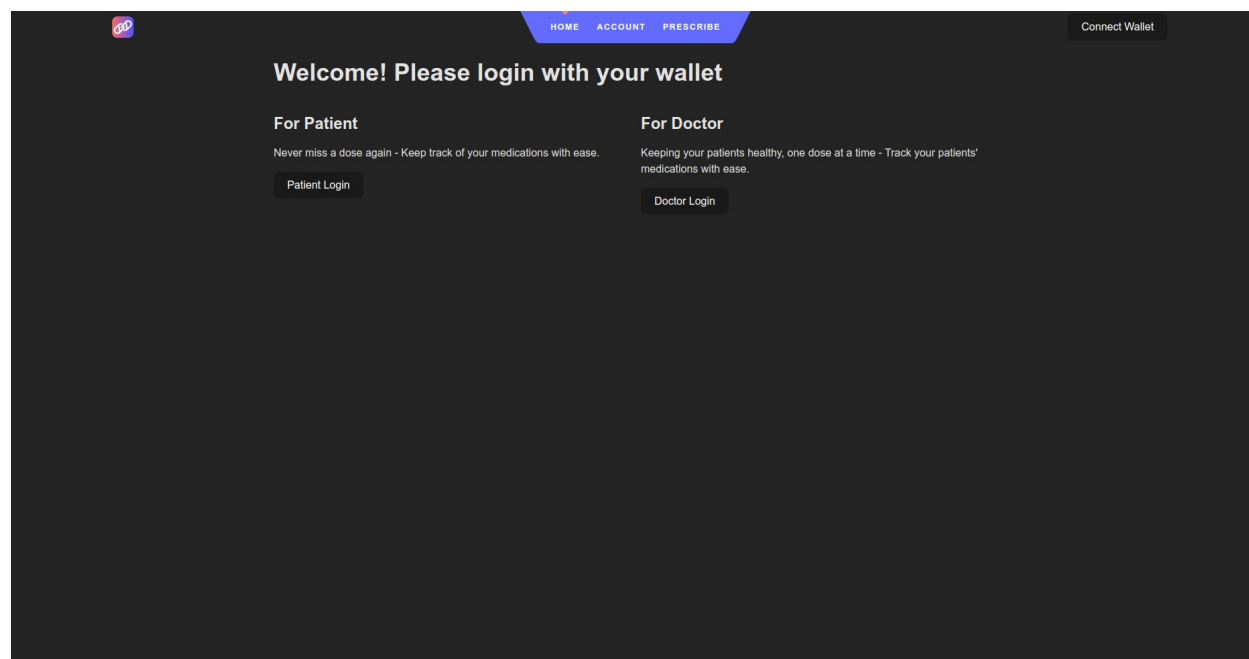 HOME ACCOUNT PRESCRIBE
Connect Wallet
Welcome! Please login with your wallet
For Patient
Never miss a dose again - Keep track of your medications with ease.
Patient Login
For Doctor
Keeping your patients healthy, one dose at a time - Track your patients'
medications with ease.
Doctor Login